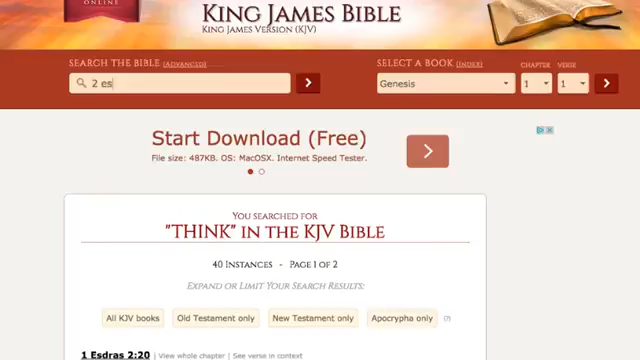 ONLINE
KING JAMES BIBLE
KING JAMES VERSION (KJV)
SEARCH THE BIBLE (ADVANCED)
SELECT A BOOK (INDEX)
CHAPTER
VERSE
2 es
Genesis
1
1
Start Download (Free)
File size: 487KB. OS: MacOSX. Internet Speed Tester.
YOU SEARCHED FOR
"THINK" IN THE KJV BIBLE
40 INSTANCES - PAGE 1 OF 2
EXPAND OR LIMIT YOUR SEARCH RESULTS:
All KJV books
Old Testament only
New Testament only
Apocrypha only
(?)
1 Esdras 2:20 | View whole chapter | See verse in context